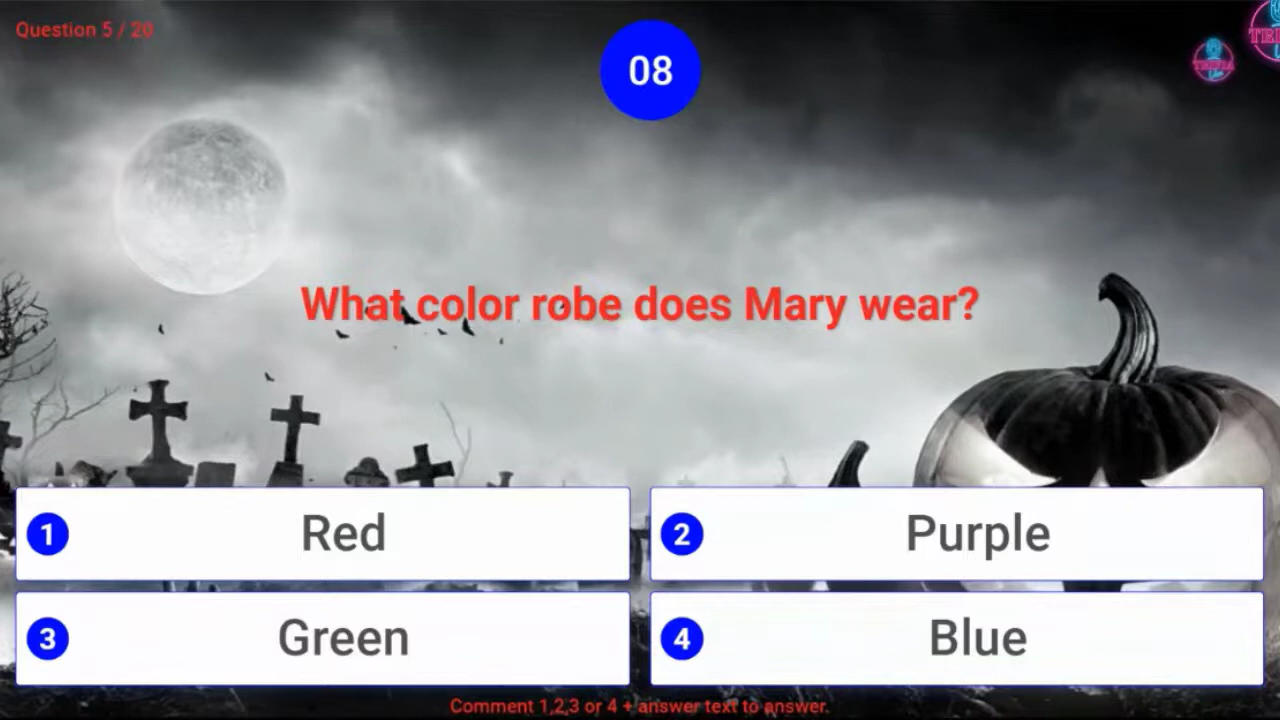 Question 5 / 20
08
TRIVIA
What color robe does Mary wear?
1 Red
2 Purple
3 Green
4 Blue
Comment 1,2,3 or 4 + answer text to answer.